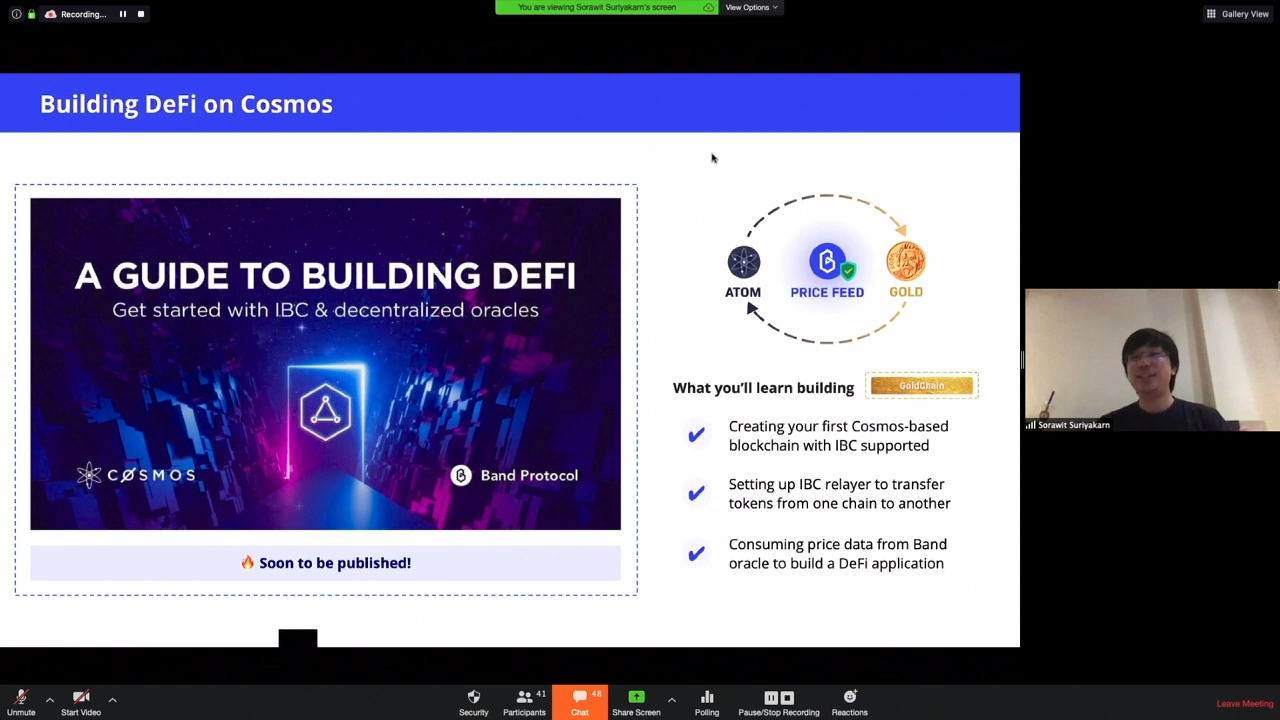 Recording...
You are viewing Sorawit Suriyakarn's screen
View Options
Gallery View
Building DeFi on Cosmos
A GUIDE TO BUILDING DEFI
Get started with IBC & decentralized oracles
COSMOS
Band Protocol
🔥 Soon to be published!
ATOM
PRICE FEED
GOLD
What you'll learn building
GoldChain
✔ Creating your first Cosmos-based
blockchain with IBC supported
✔ Setting up IBC relayer to transfer
tokens from one chain to another
✔ Consuming price data from Band
oracle to build a DeFi application
Sorawit Suriyakarn
Unmute
Start Video
Security
Participants
41
Chat
48
Share Screen
Polling
Pause/Stop Recording
Reactions
Leave Meeting